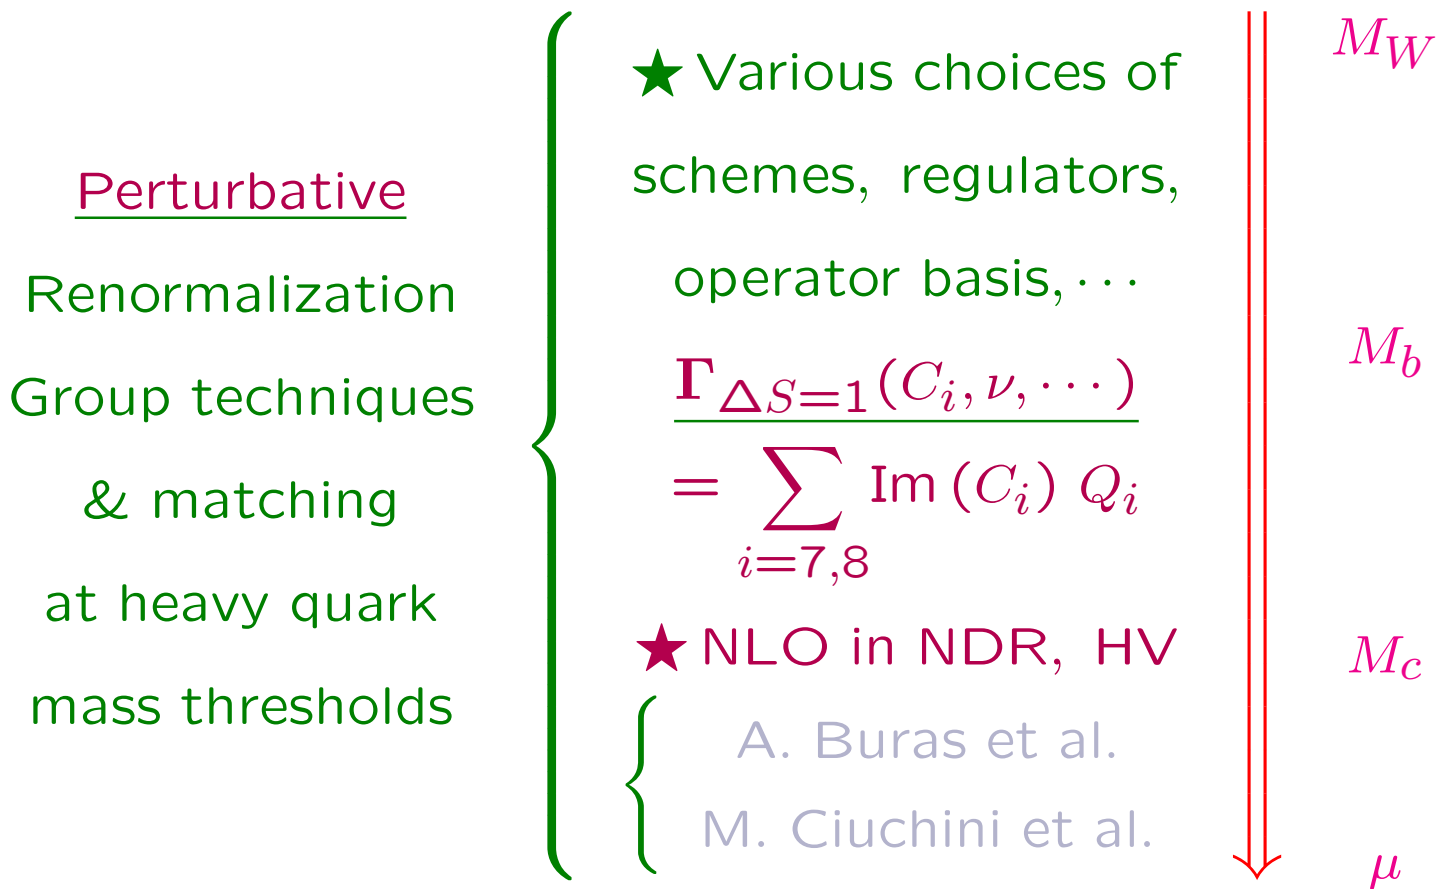 Perturbative
Renormalization
Group techniques
& matching
at heavy quark
mass thresholds
★ Various choices of
schemes, regulators,
operator basis, ⋯
Γ_{ΔS=1}(C_i, ν, ⋯)
= ∑_{i=7,8} Im (C_i) Q_i
★ NLO in NDR, HV
A. Buras et al.
M. Ciuchini et al.
M_W
M_b
M_c
μ